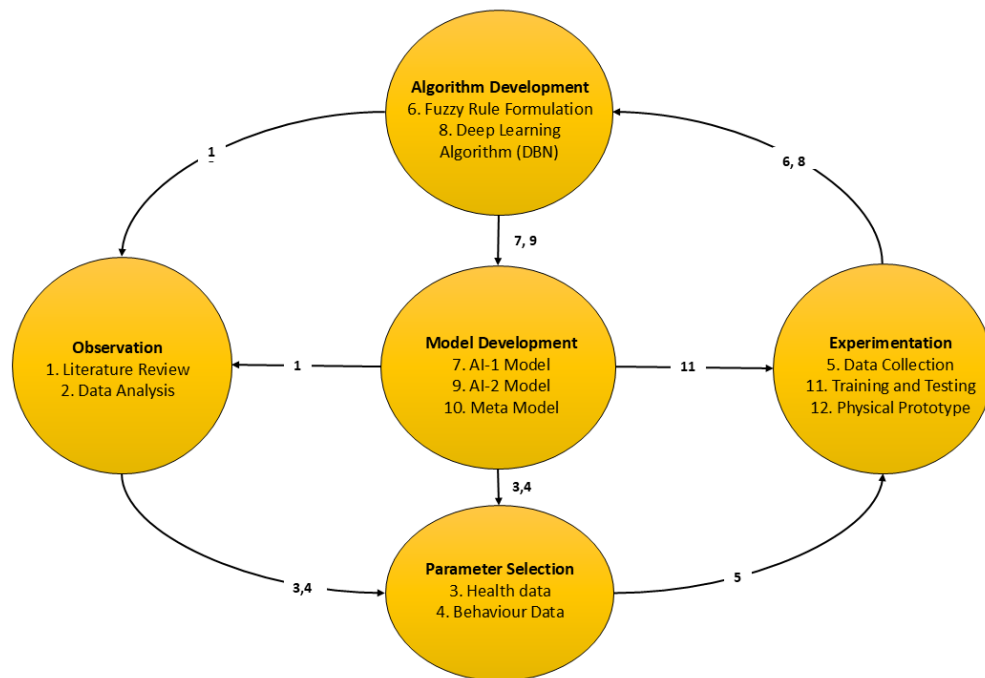 Algorithm Development
6. Fuzzy Rule Formulation
8. Deep Learning
Algorithm (DBN)
1
6, 8
7, 9
Observation
1. Literature Review
2. Data Analysis
1
Model Development
7. AI-1 Model
9. AI-2 Model
10. Meta Model
11
Experimentation
5. Data Collection
11. Training and Testing
12. Physical Prototype
3,4
3,4
Parameter Selection
3. Health data
4. Behaviour Data
5